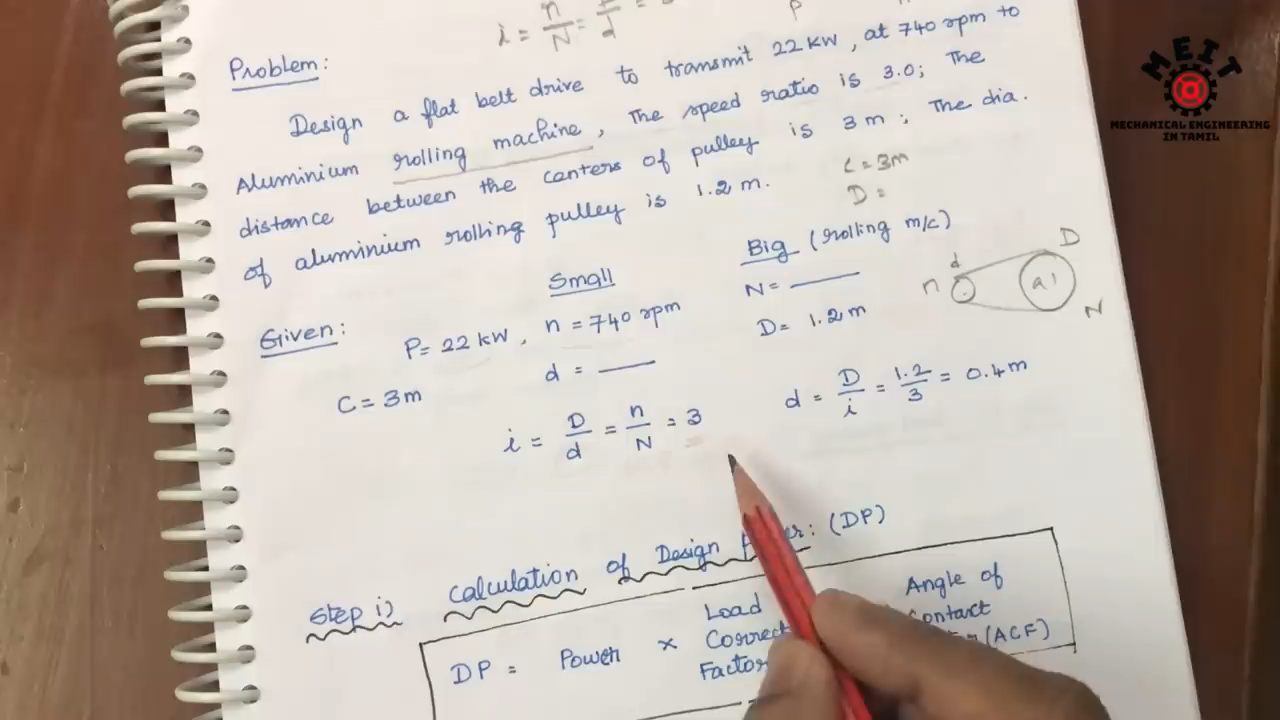 i = n/N = /d =
Problem:
Design a flat belt drive to transmit 22 kW, at 740 rpm to
Aluminium rolling machine, The speed ratio is 3.0; The
distance between the centers of pulley is 3 m; The dia.
of aluminium rolling pulley is 1.2 m.
C = 3m
D =
Small
Big (rolling m/c)
Given:
P = 22 kW, n = 740 rpm
N = ___
d = ___
D = 1.2 m
C = 3 m
i = D/d = n/N = 3
d = D/i = 1.2/3 = 0.4 m
d
D
n
N
Step i) Calculation of Design : (DP)
DP = Power × Load
Factor
Angle of
Contact
(ACF)
MEIT
MECHANICAL ENGINEERING
IN TAMIL